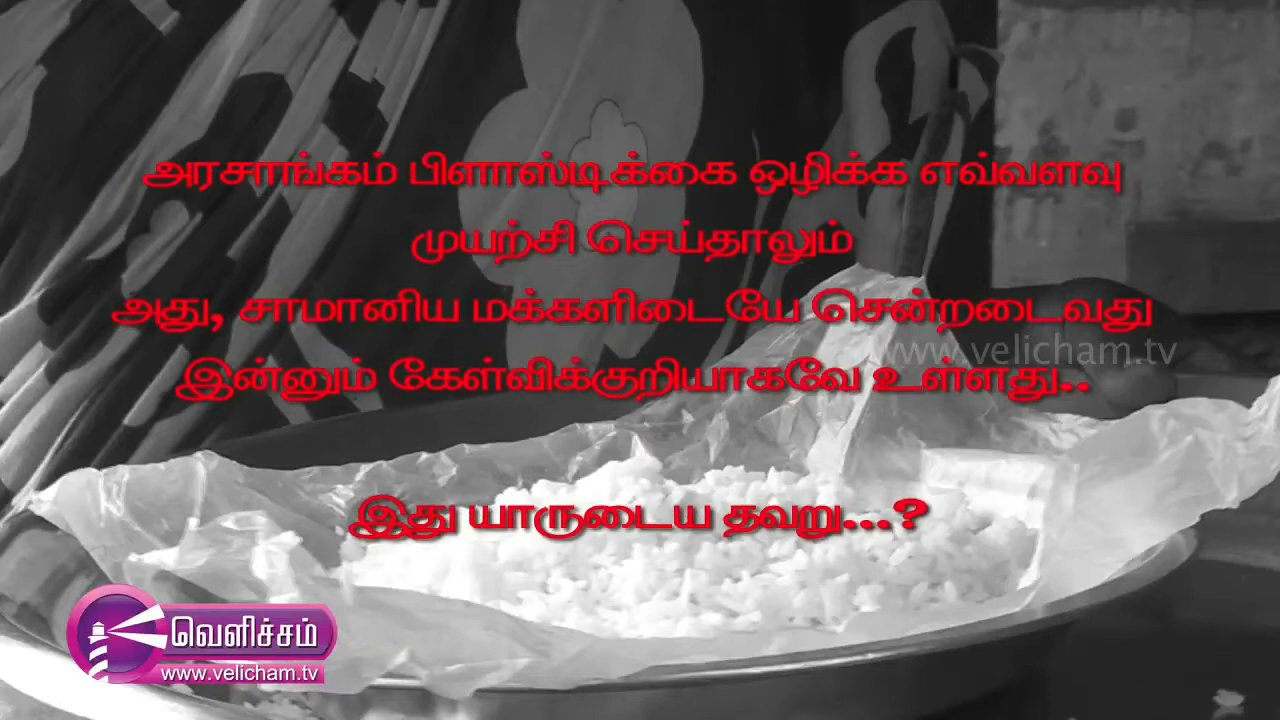 அரசாங்கம் பிளாஸ்டிக்கை ஒழிக்க எவ்வளவு
முயற்சி செய்தாலும்
அது, சாமானிய மக்களிடையே சென்றடைவது
www.velicham.tv
இன்னும் கேள்விக்குறியாகவே உள்ளது..
இது யாருடைய தவறு...?
வெளிச்சம்
www.velicham.tv